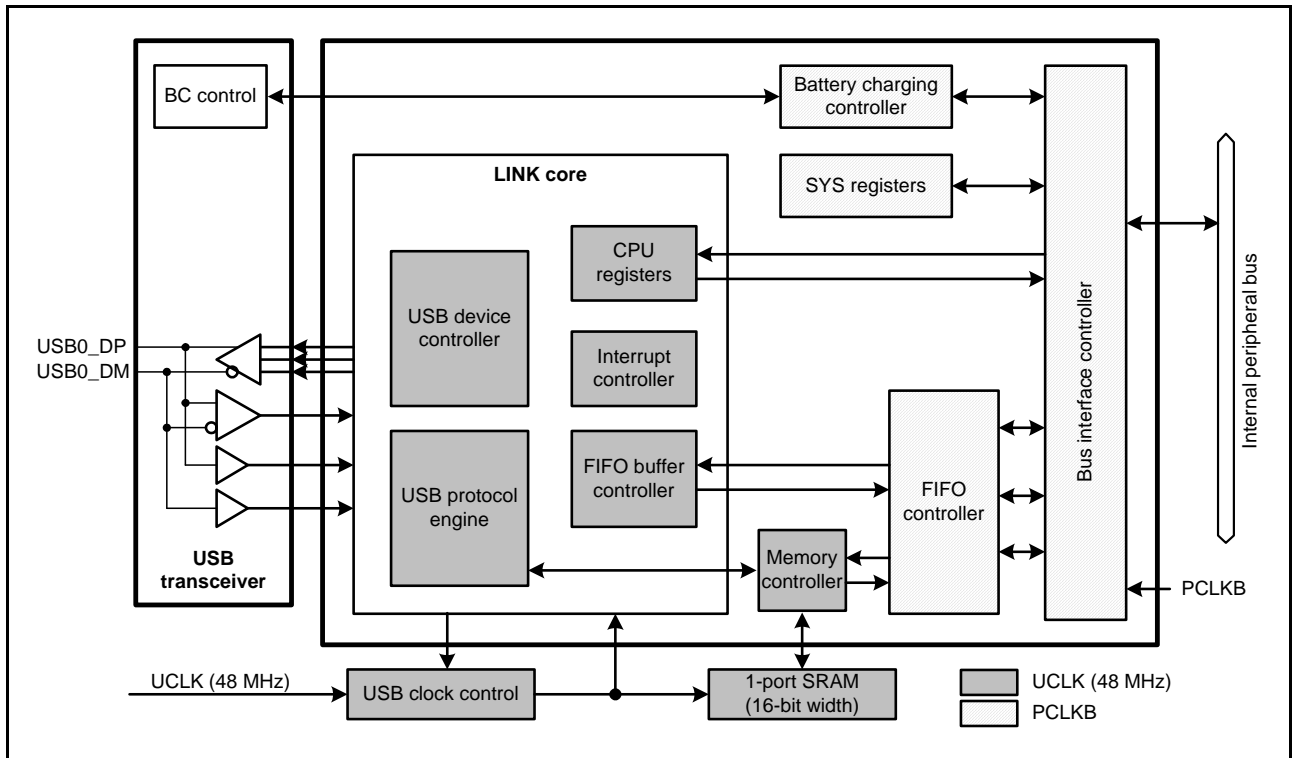 BC control
Battery charging
controller
LINK core
SYS registers
CPU
registers
USB device
controller
Interrupt
controller
USB0_DP
USB0_DM
FIFO buffer
controller
USB protocol
engine
FIFO
controller
Memory
controller
USB
transceiver
Bus interface controller
Internal peripheral bus
PCLKB
UCLK (48 MHz)
USB clock control
1-port SRAM
(16-bit width)
UCLK (48 MHz)
PCLKB